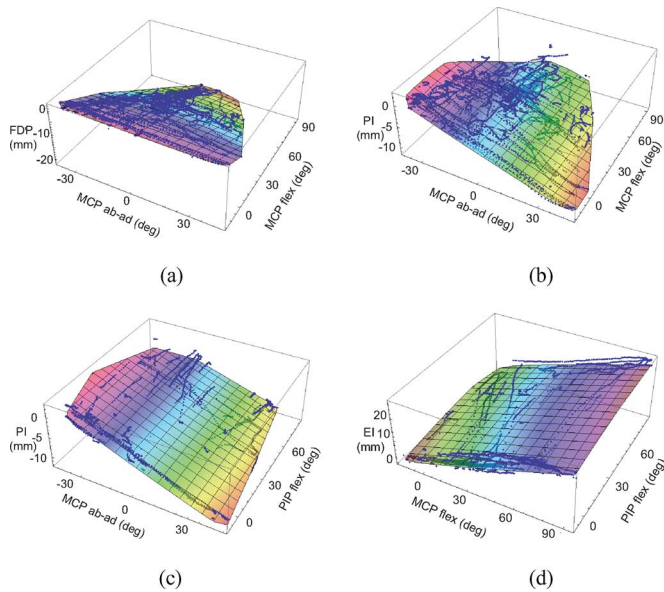 0
FDP -10
(mm)
-20
-30
0
30
MCP ab-ad (deg)
0
30
60
90
MCP flex (deg)
(a)
0
PI -5
(mm)
-10
-30
0
30
MCP ab-ad (deg)
0
30
60
90
MCP flex (deg)
(b)
0
PI -5
(mm)
-10
-30
0
30
MCP ab-ad (deg)
0
30
60
PIP flex (deg)
(c)
20
EI 10
(mm)
0
0
30
60
90
MCP flex (deg)
0
30
60
PIP flex (deg)
(d)